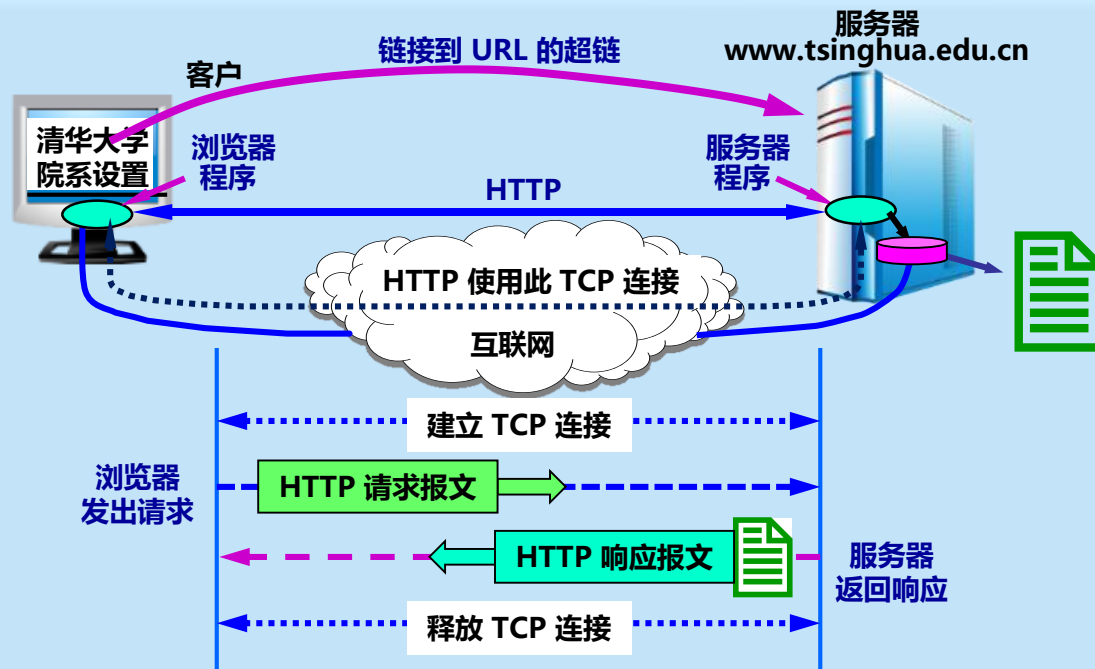 服务器
www.tsinghua.edu.cn
链接到 URL 的超链
客户
清华大学
院系设置
浏览器
程序
服务器
程序
HTTP
HTTP 使用此 TCP 连接
互联网
建立 TCP 连接
浏览器
发出请求
HTTP 请求报文
HTTP 响应报文
服务器
返回响应
释放 TCP 连接